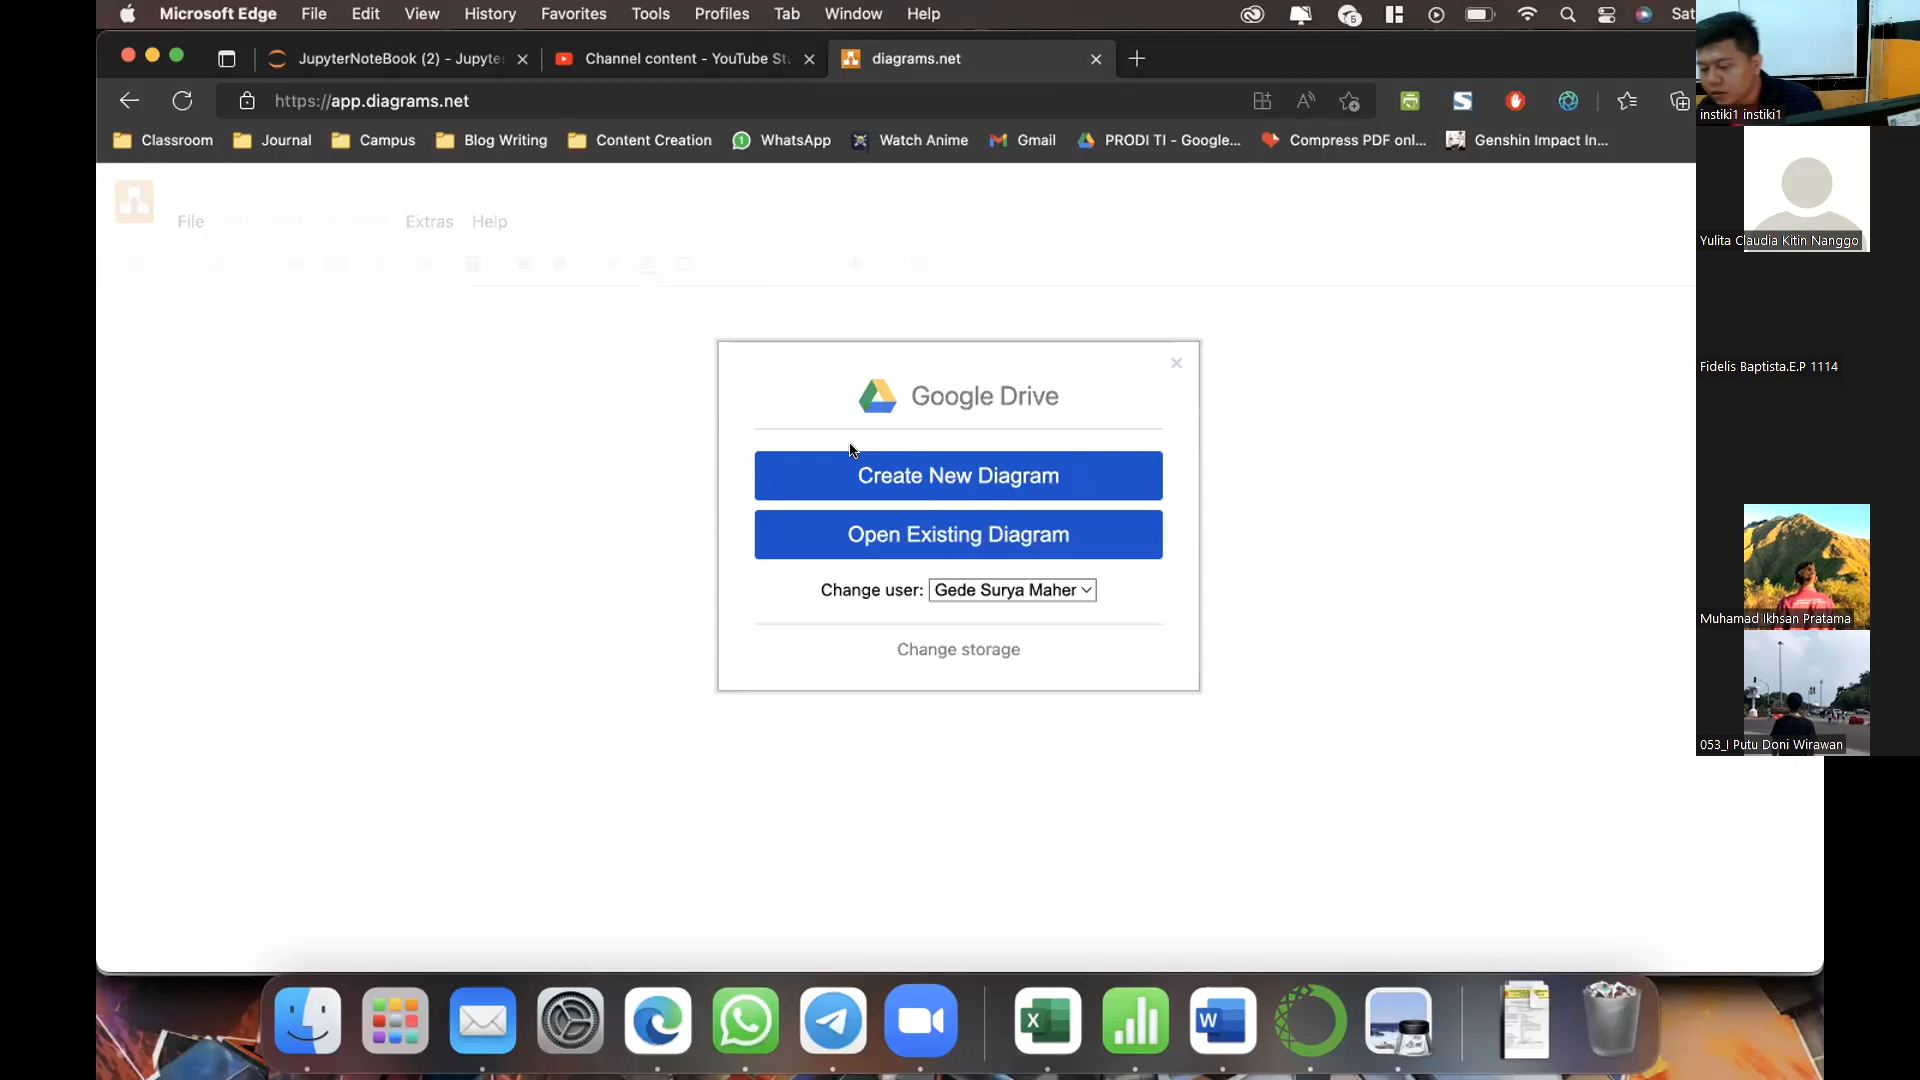 Microsoft Edge File Edit View History Favorites Tools Profiles Tab Window Help
5
Sat
JupyterNoteBook (2) - Jupyte
Channel content - YouTube St
diagrams.net
https://app.diagrams.net
Classroom
Journal
Campus
Blog Writing
Content Creation
1
WhatsApp
Watch Anime
Gmail
PRODI TI - Google...
Compress PDF onl...
Genshin Impact In...
File
Extras
Help
Google Drive
Create New Diagram
Open Existing Diagram
Change user: Gede Surya Maher
Change storage
instiki1 instiki1
Yulita Claudia Kitin Nanggo
Fidelis Baptista.E.P 1114
Muhamad Ikhsan Pratama
053_I Putu Doni Wirawan